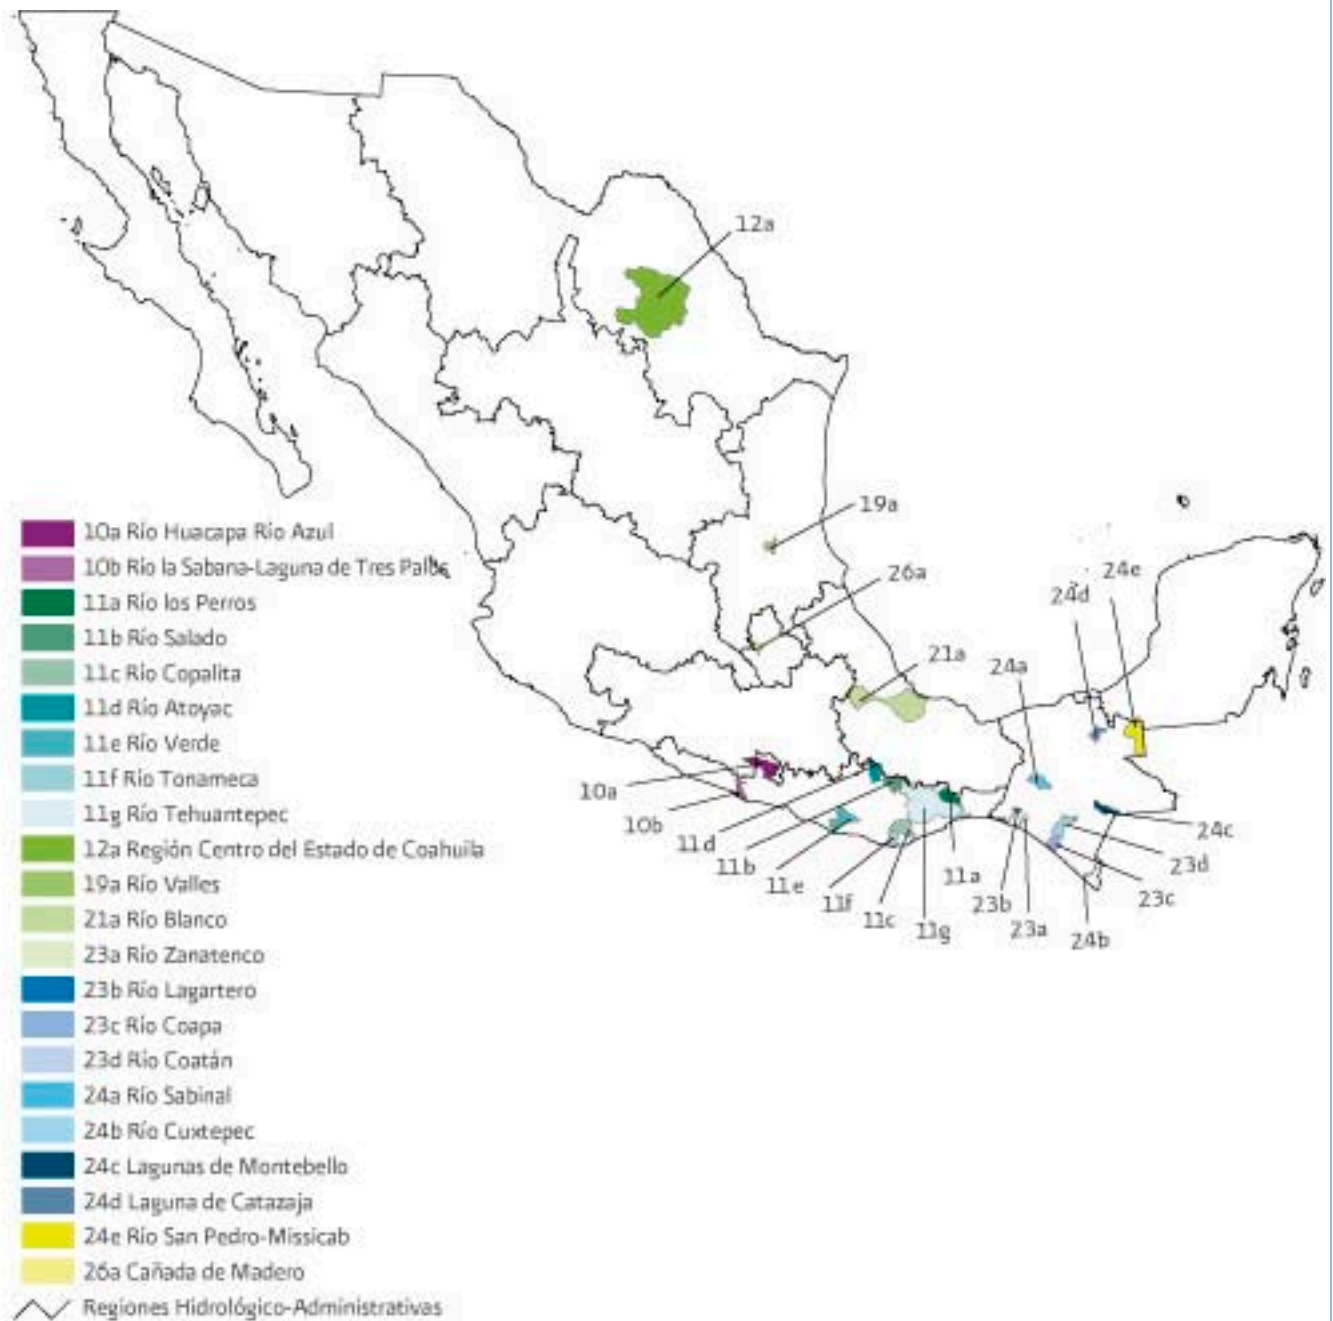 12a
19a
26a
24e
24d
21a
24a
10a
10b
11d
11b
11e
11f
11c
11g
11a
23b
23a
24b
23c
23d
24c
10a Río Huacapa Río Azul
10b Río la Sabana-Laguna de Tres Palos
11a Río los Perros
11b Río Salado
11c Río Copalita
11d Río Atoyac
11e Río Verde
11f Río Tonameca
11g Río Tehuantepec
12a Región Centro del Estado de Coahuila
19a Río Valles
21a Río Blanco
23a Río Zanatenco
23b Río Lagartero
23c Río Coapa
23d Río Coatán
24a Río Sabinal
24b Río Cuxtepec
24c Lagunas de Montebello
24d Laguna de Catazaja
24e Río San Pedro-Missicab
26a Cañada de Madero
Regiones Hidrológico-Administrativas